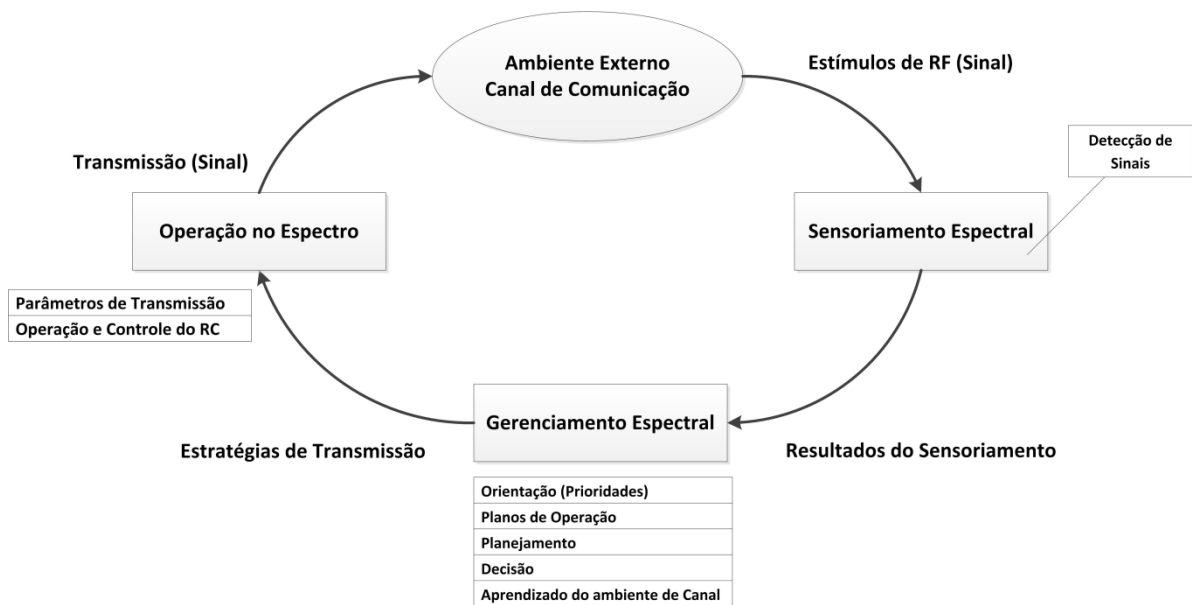 Ambiente Externo
Canal de Comunicação
Estímulos de RF (Sinal)
Detecção de
Sinais
Transmissão (Sinal)
Operação no Espectro
Sensoriamento Espectral
Parâmetros de Transmissão
Operação e Controle do RC
Gerenciamento Espectral
Estratégias de Transmissão
Resultados do Sensoriamento
Orientação (Prioridades)
Planos de Operação
Planejamento
Decisão
Aprendizado do ambiente de Canal